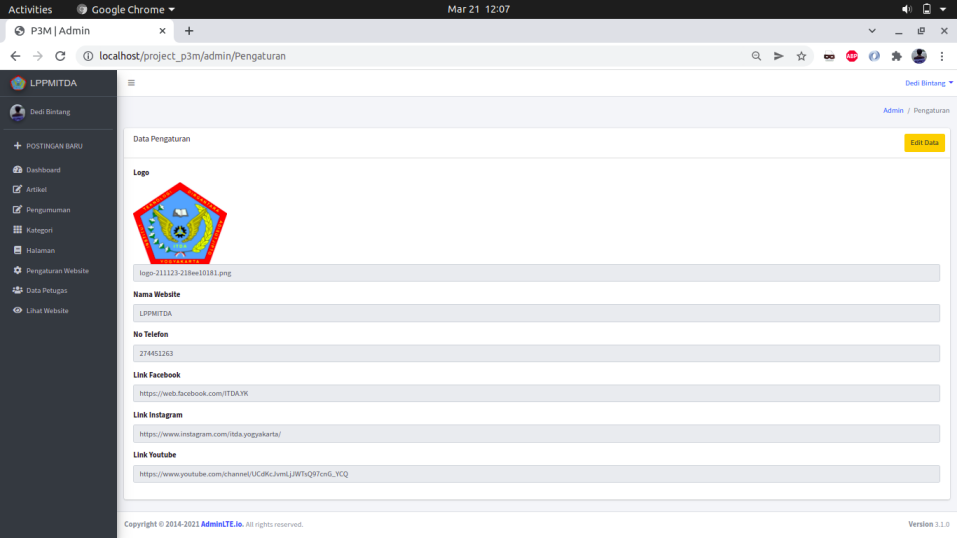 Activities
Google Chrome
Mar 21 12:07
P3M | Admin
localhost/project_p3m/admin/Pengaturan
ABP
LPPMITDA
Dedi Bintang
Dedi Bintang
Admin / Pengaturan
POSTINGAN BARU
Dashboard
Artikel
Pengumuman
Kategori
Halaman
Pengaturan Website
Data Petugas
Lihat Website
Data Pengaturan
Edit Data
Logo
ITDA
YOGYAKARTA
logo-211123-218ee10181.png
Nama Website
LPPMITDA
No Telefon
274451263
Link Facebook
https://web.facebook.com/ITDA.YK
Link Instagram
https://www.instagram.com/itda.yogyakarta/
Link Youtube
https://www.youtube.com/channel/UCdKcJvmLjJWTsQ97cnG_YCQ
Copyright © 2014-2021 AdminLTE.io. All rights reserved.
Version 3.1.0